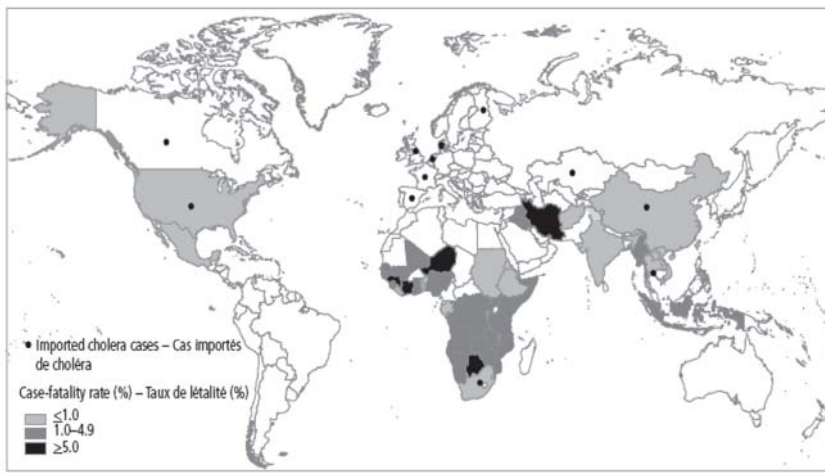 Imported cholera cases – Cas importés
de choléra
Case-fatality rate (%) – Taux de létalité (%)
≤1.0
1.0–4.9
≥5.0